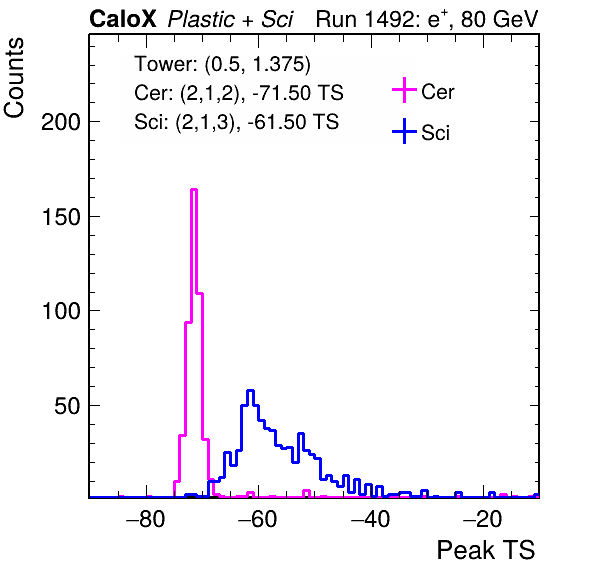 CaloX Plastic + Sci Run 1492: e⁺, 80 GeV
Counts
Tower: (0.5, 1.375)
Cer: (2,1,2), -71.50 TS
Sci: (2,1,3), -61.50 TS
Cer
Sci
200
150
100
50
−80 −60 −40 −20
Peak TS